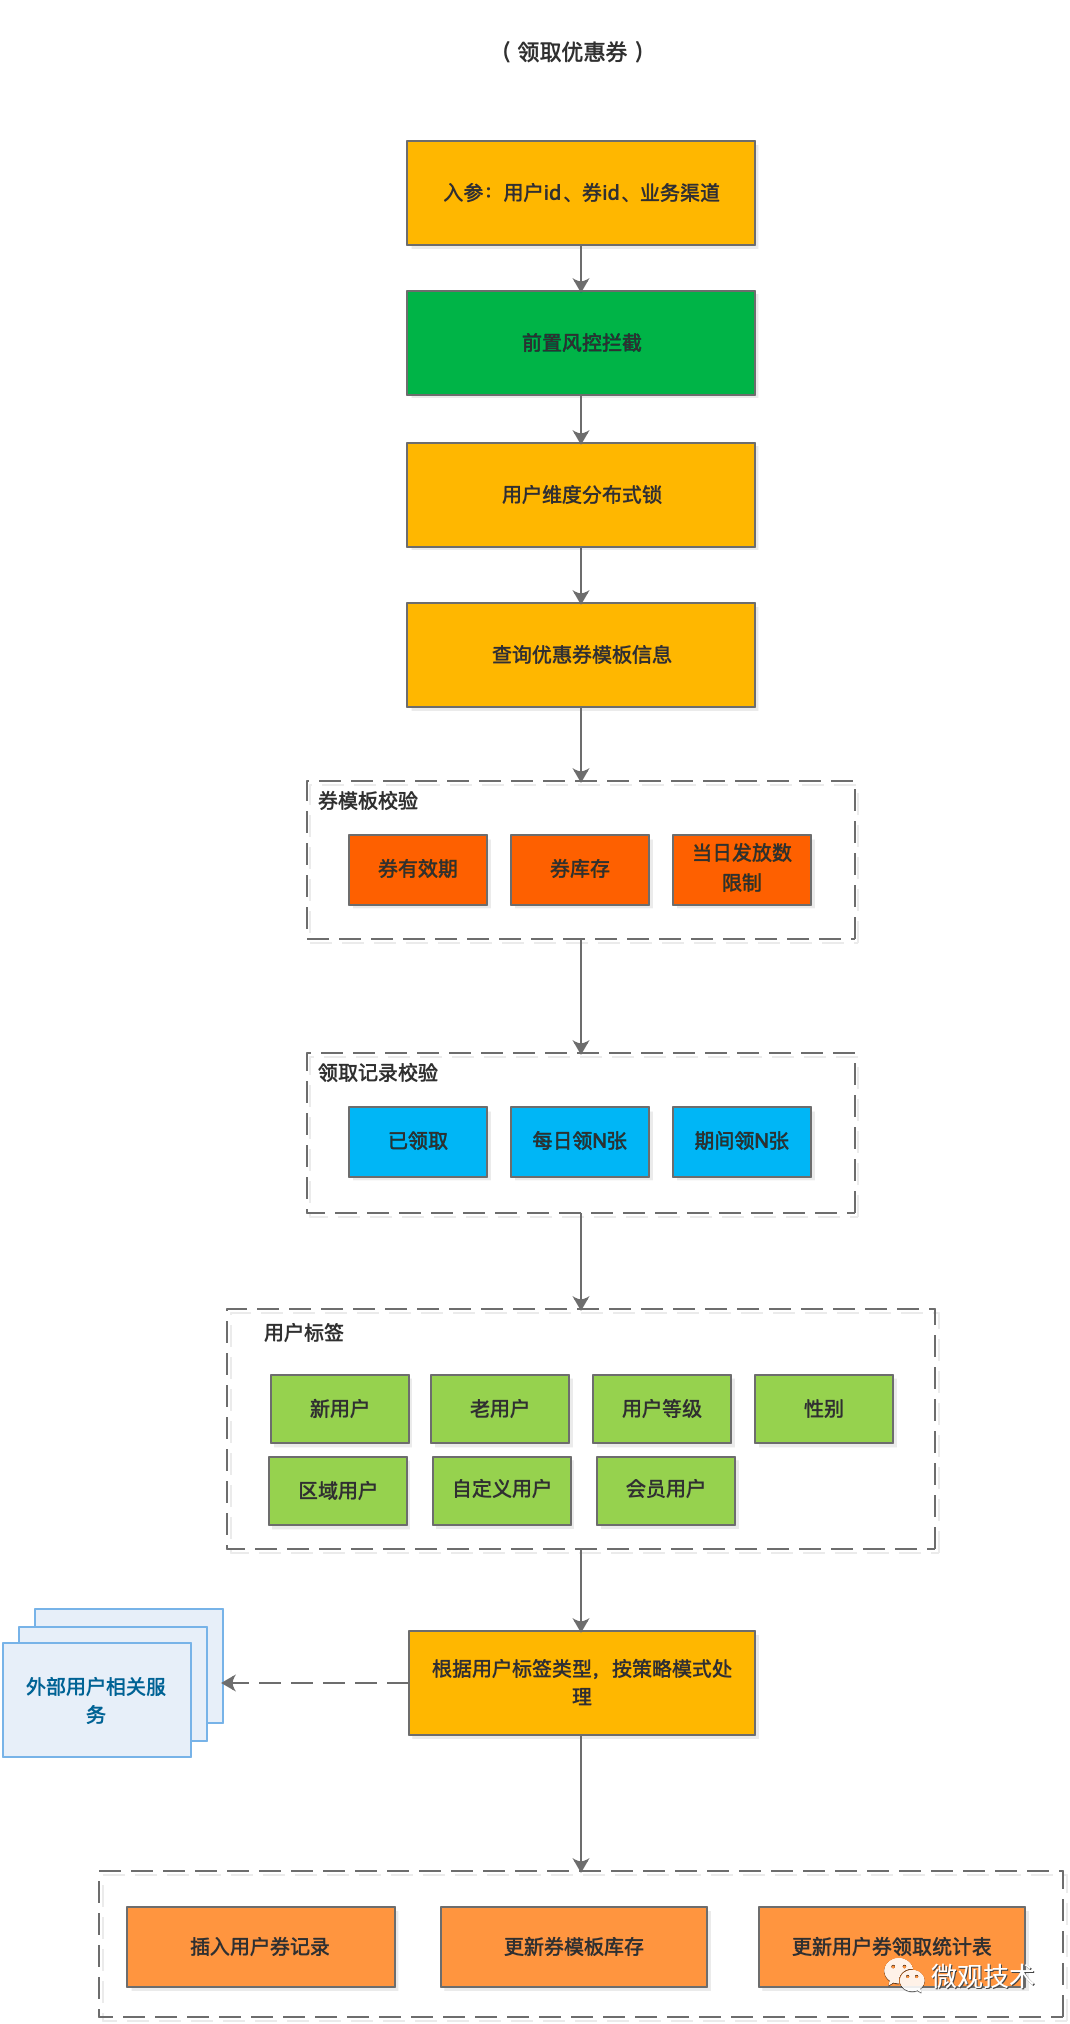 （ 领取优惠券 ）
入参：用户id、券id、业务渠道
前置风控拦截
用户维度分布式锁
查询优惠券模板信息
券模板校验
券有效期
券库存
当日发放数
限制
领取记录校验
已领取
每日领N张
期间领N张
用户标签
新用户
老用户
用户等级
性别
区域用户
自定义用户
会员用户
根据用户标签类型，按策略模式处
理
外部用户相关服
务
插入用户券记录
更新券模板库存
更新用户券领取统计表
微观技术